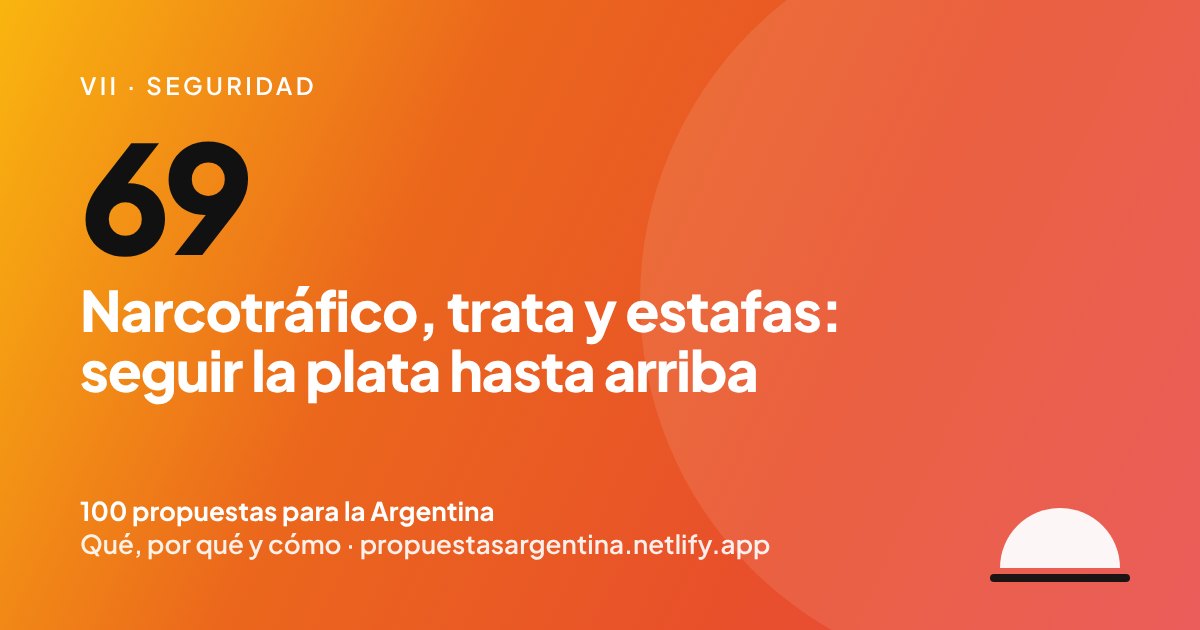 VII · SEGURIDAD
69
Narcotráfico, trata y estafas:
seguir la plata hasta arriba
100 propuestas para la Argentina
Qué, por qué y cómo · propuestasargentina.netlify.app